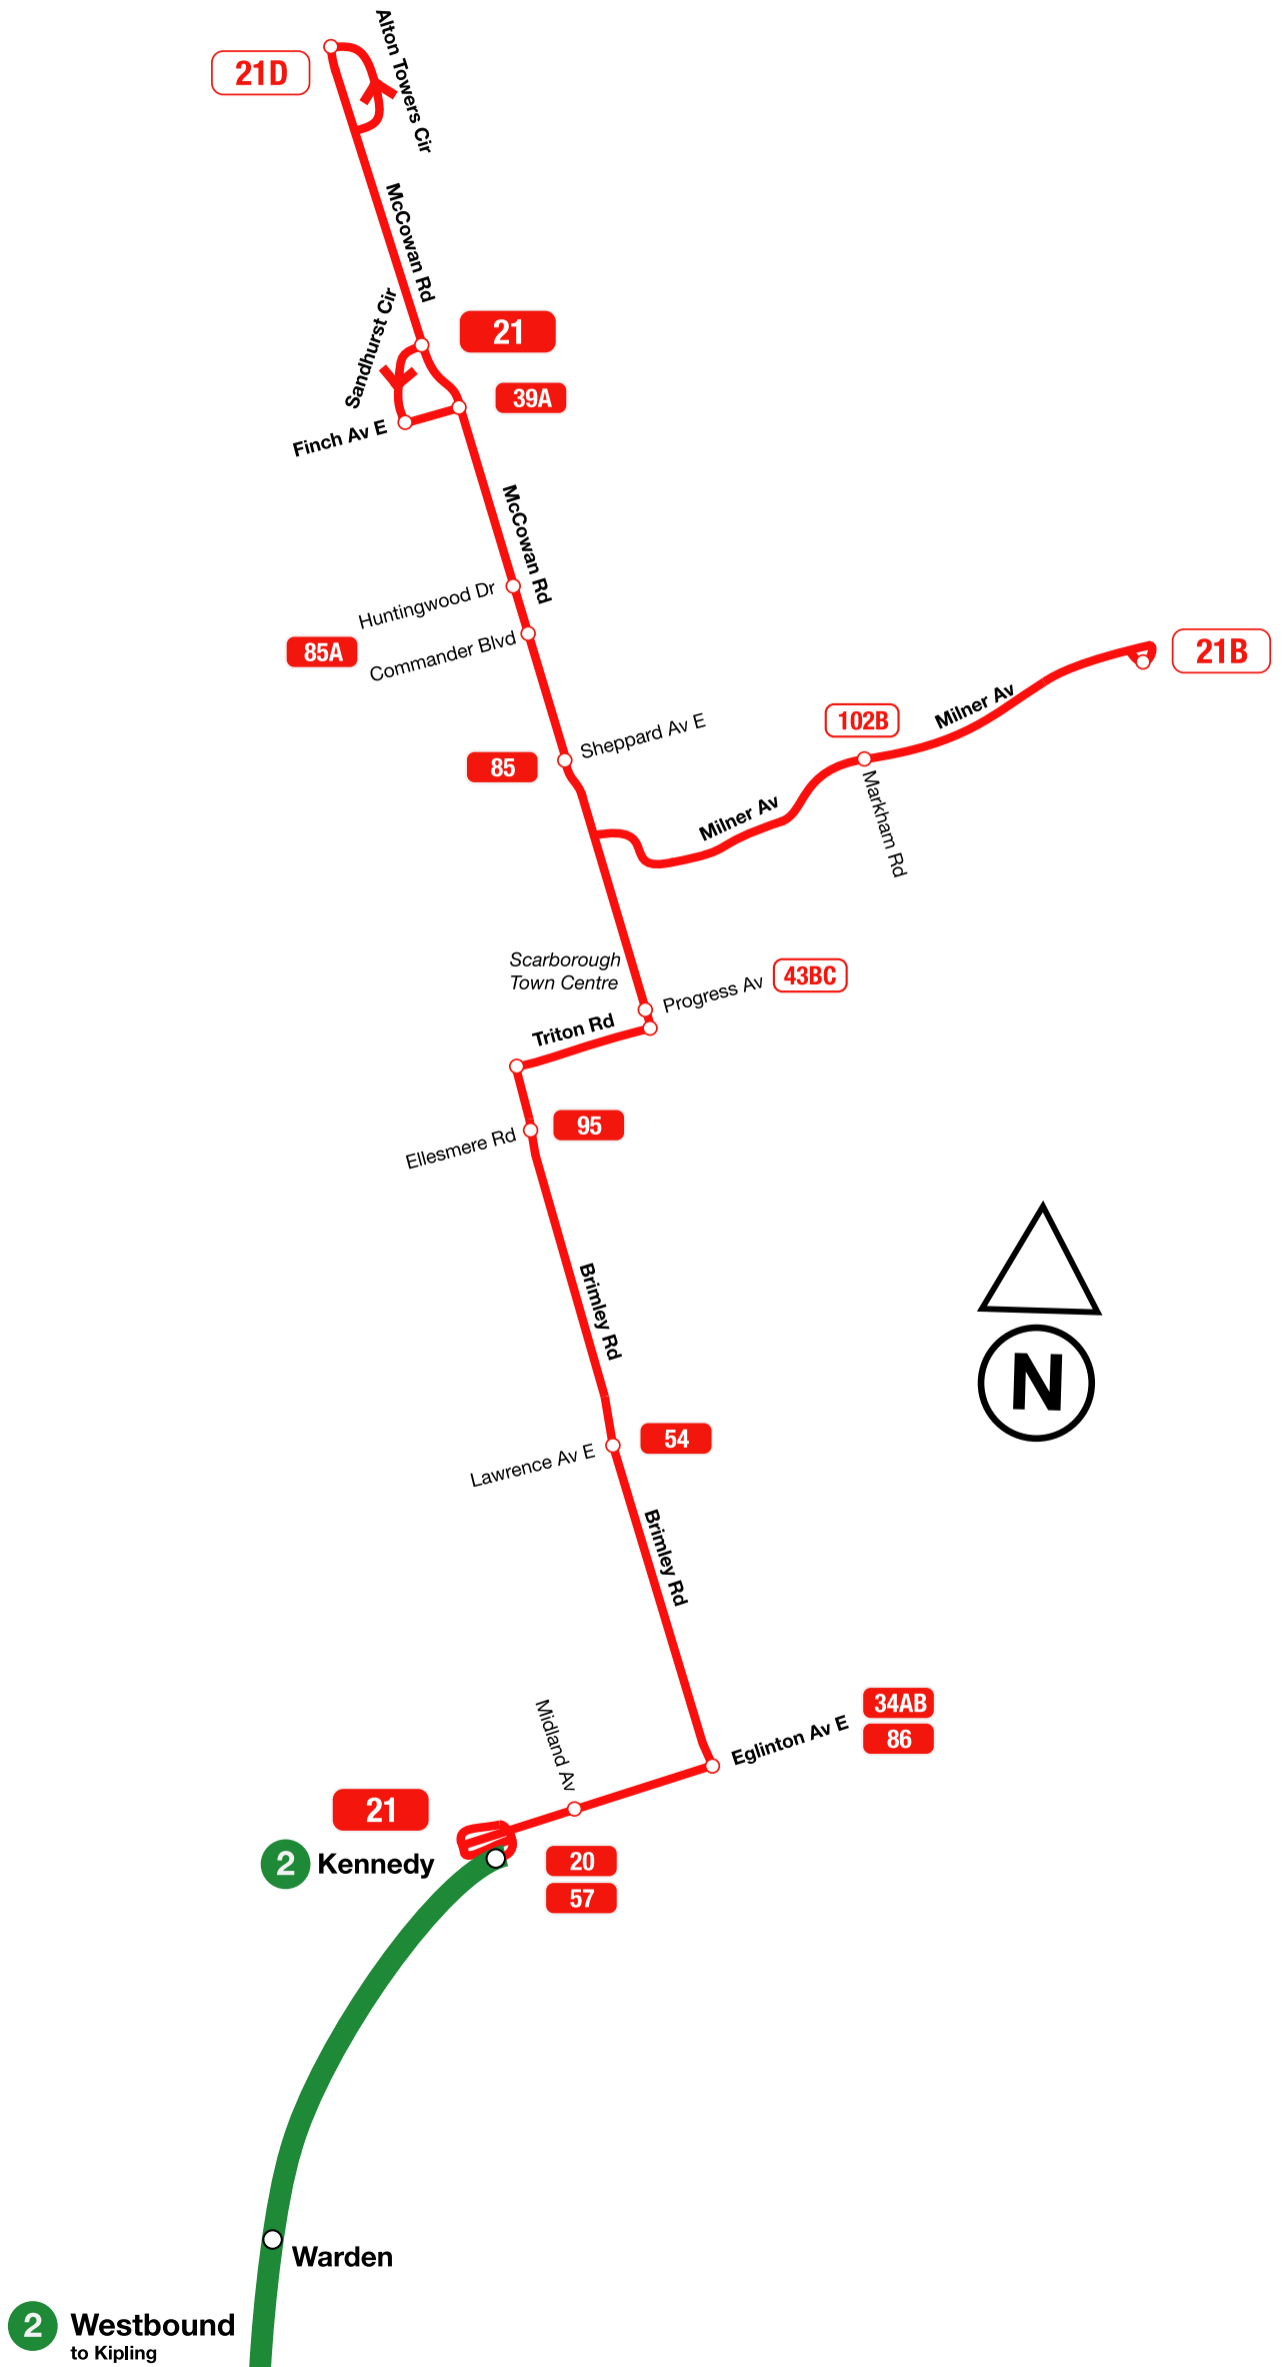 Alton Towers Cir
21D
McCowan Rd
Sandhurst Cir
21
39A
Finch Av E
McCowan Rd
Huntingwood Dr
85A
Commander Blvd
21B
Milner Av
102B
Sheppard Av E
85
Markham Rd
Milner Av
Scarborough
Town Centre
Progress Av
43BC
Triton Rd
95
Ellesmere Rd
Brimley Rd
N
54
Lawrence Av E
Brimley Rd
34AB
Eglinton Av E
86
Midland Av
21
2 Kennedy
20
57
Warden
2 Westbound
to Kipling